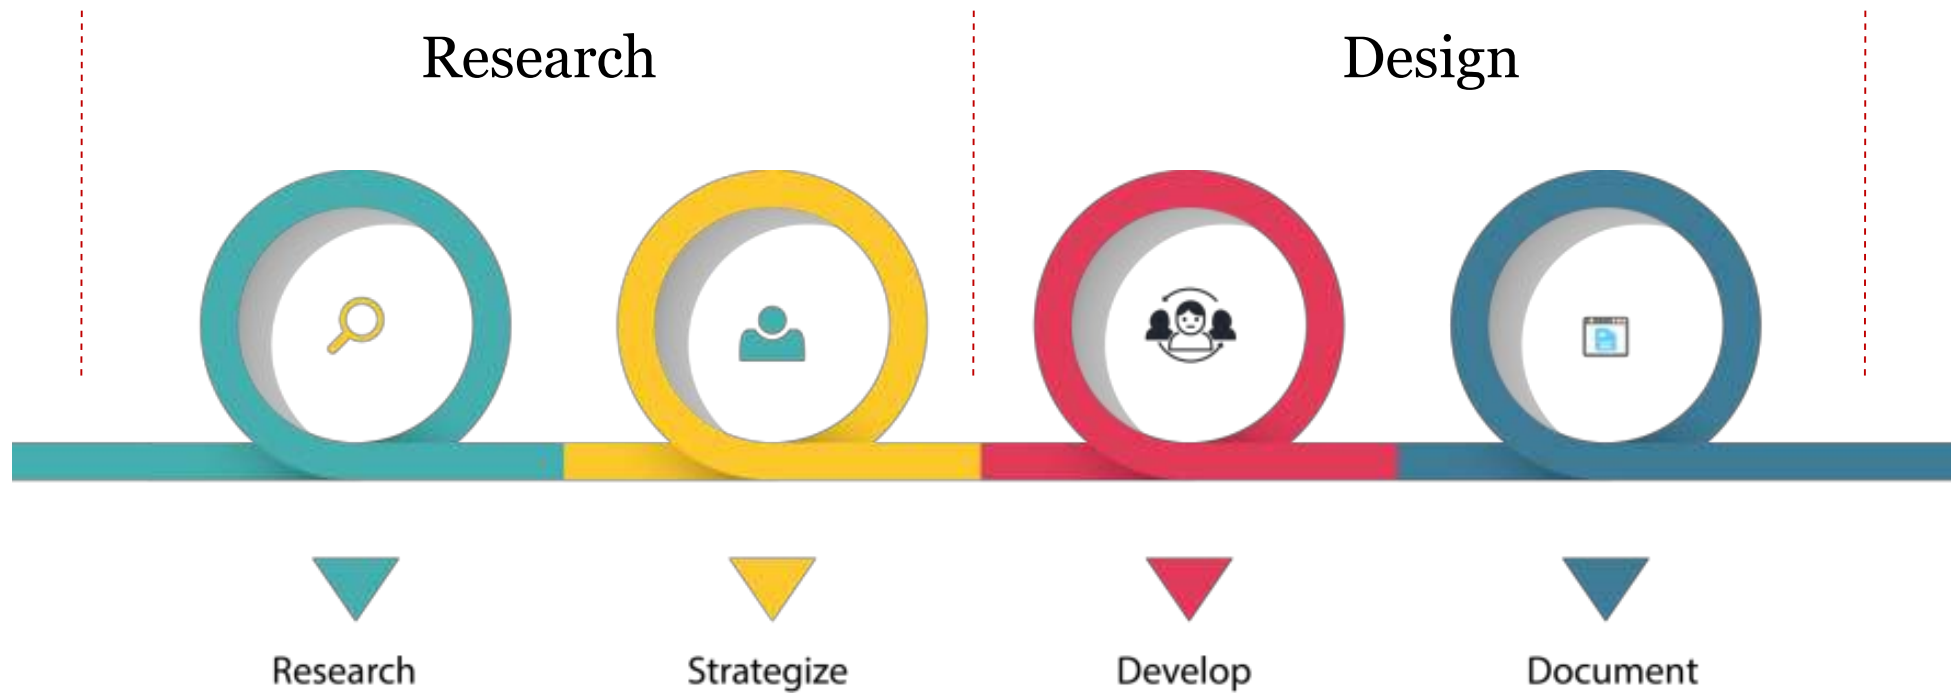 Research
Design
Research
Strategize
Develop
Document